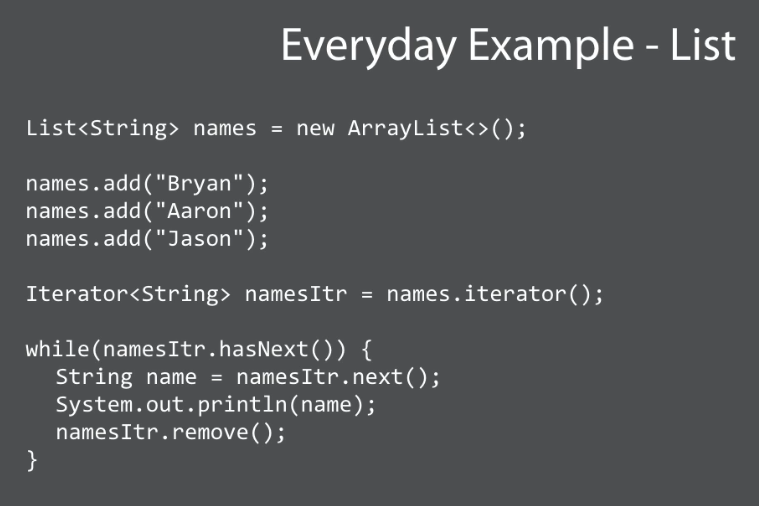 Everyday Example - List
List<String> names = new ArrayList<>();
names.add("Bryan");
names.add("Aaron");
names.add("Jason");
Iterator<String> namesItr = names.iterator();
while(namesItr.hasNext()) {
String name = namesItr.next();
System.out.println(name);
namesItr.remove();
}